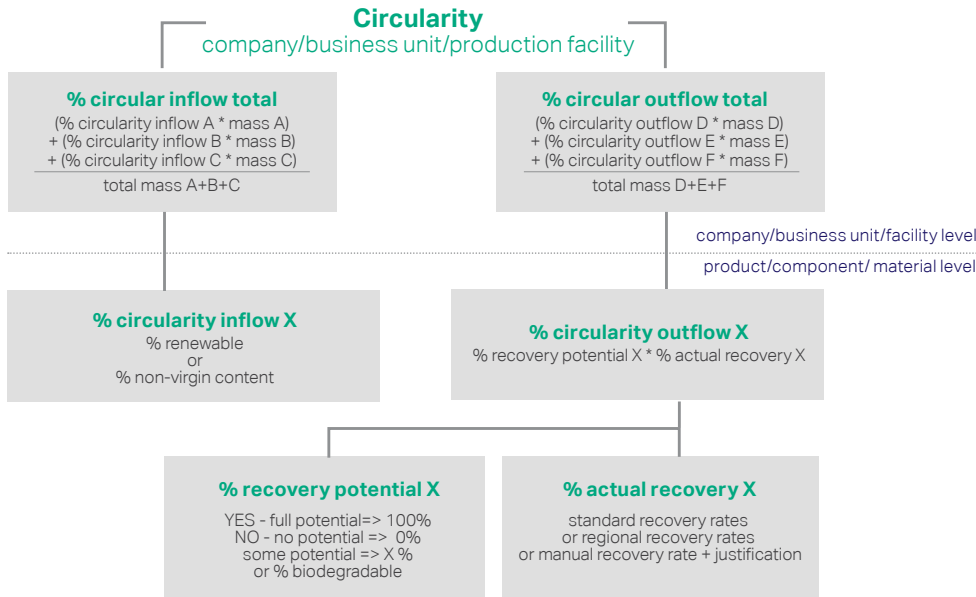 Circularity
company/business unit/production facility
% circular inflow total
(% circularity inflow A * mass A)
+ (% circularity inflow B * mass B)
+ (% circularity inflow C * mass C)
total mass A+B+C
% circular outflow total
(% circularity outflow D * mass D)
+ (% circularity outflow E * mass E)
+ (% circularity outflow F * mass F)
total mass D+E+F
company/business unit/facility level
product/component/ material level
% circularity inflow X
% renewable
or
% non-virgin content
% circularity outflow X
% recovery potential X * % actual recovery X
% recovery potential X
YES - full potential=> 100%
NO - no potential => 0%
some potential => X %
or % biodegradable
% actual recovery X
standard recovery rates
or regional recovery rates
or manual recovery rate + justification